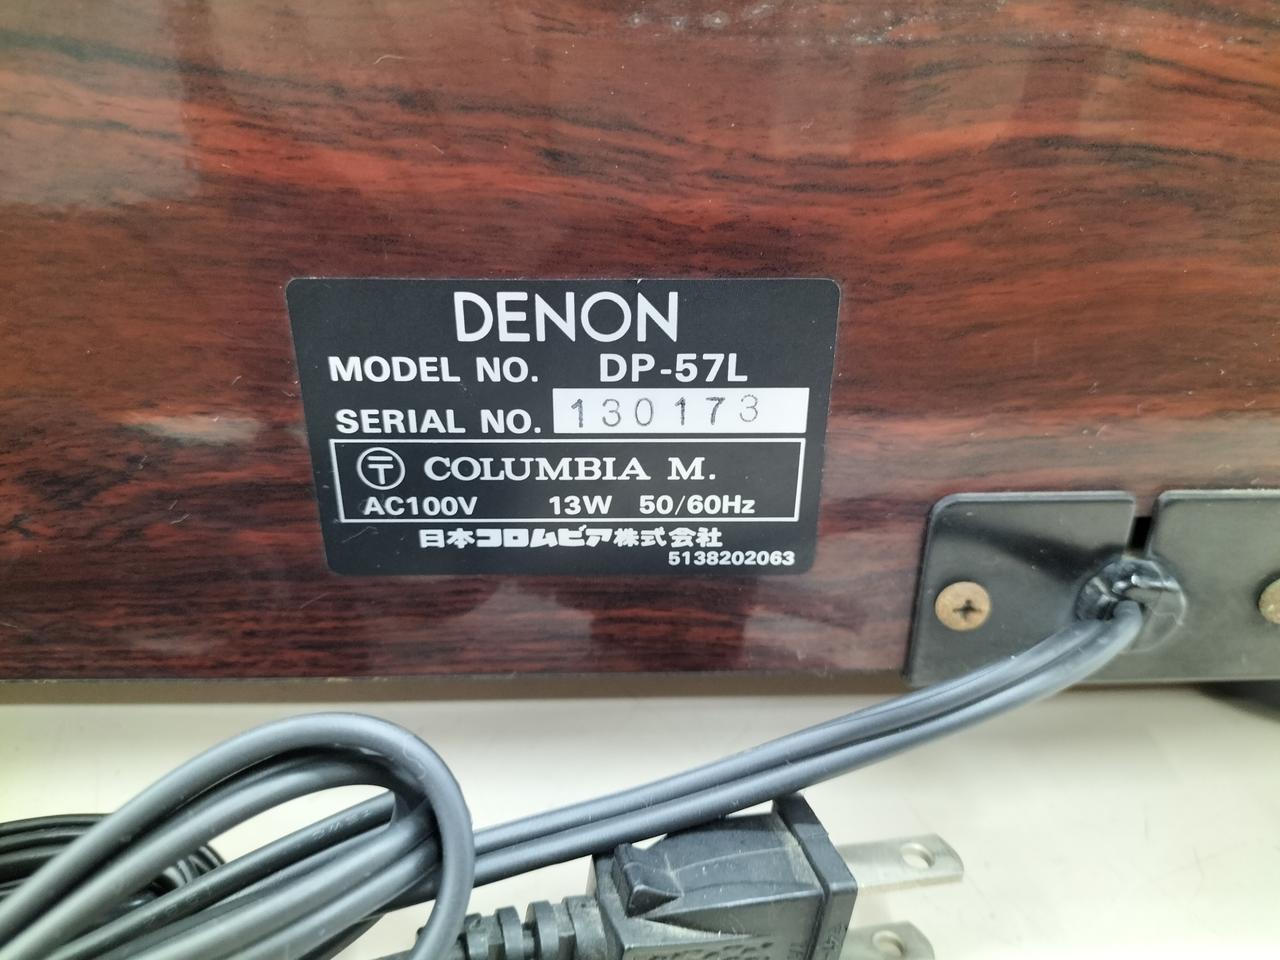 DENON
MODEL NO. DP-57L
SERIAL NO. 130173
〒 COLUMBIA M.
AC100V 13W 50/60Hz
日本コロムビア株式会社
5138202063